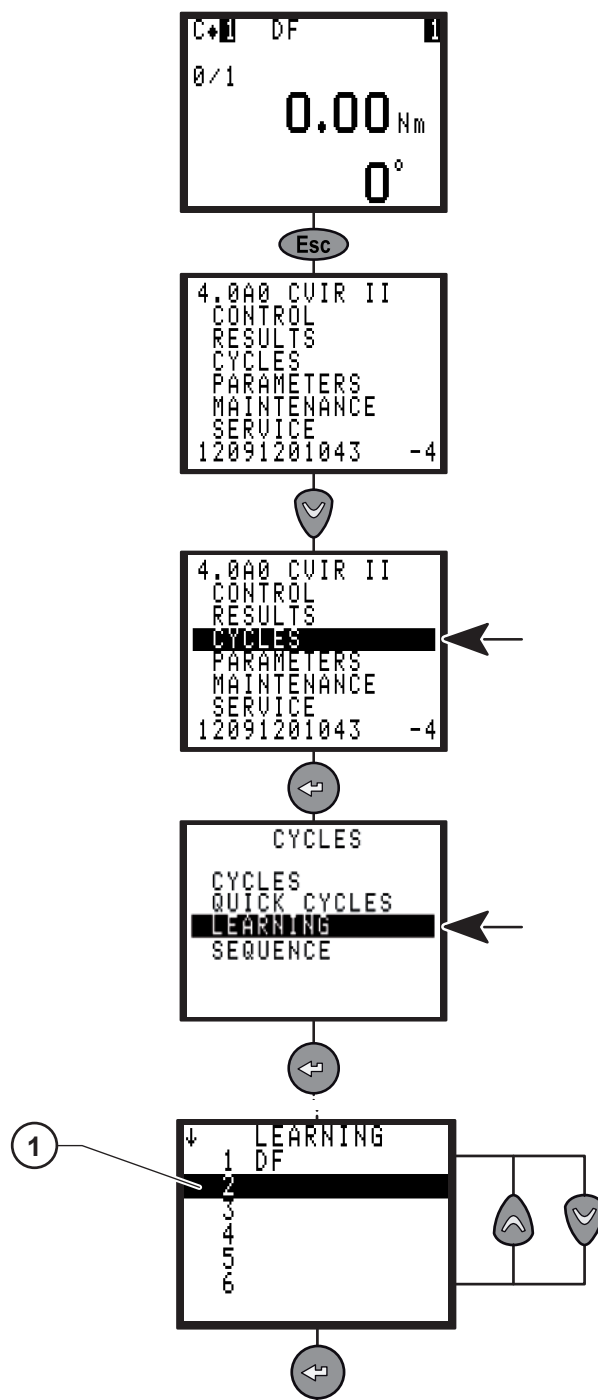 C♦1 DF 1
0/1
0.00 Nm
0°
Esc
4.0A0 CVIR II
CONTROL
RESULTS
CYCLES
PARAMETERS
MAINTENANCE
SERVICE
12091201043 -4
4.0A0 CVIR II
CONTROL
RESULTS
CYCLES
PARAMETERS
MAINTENANCE
SERVICE
12091201043 -4
CYCLES
CYCLES
QUICK CYCLES
LEARNING
SEQUENCE
↓ LEARNING
1 DF
1
2
3
4
5
6